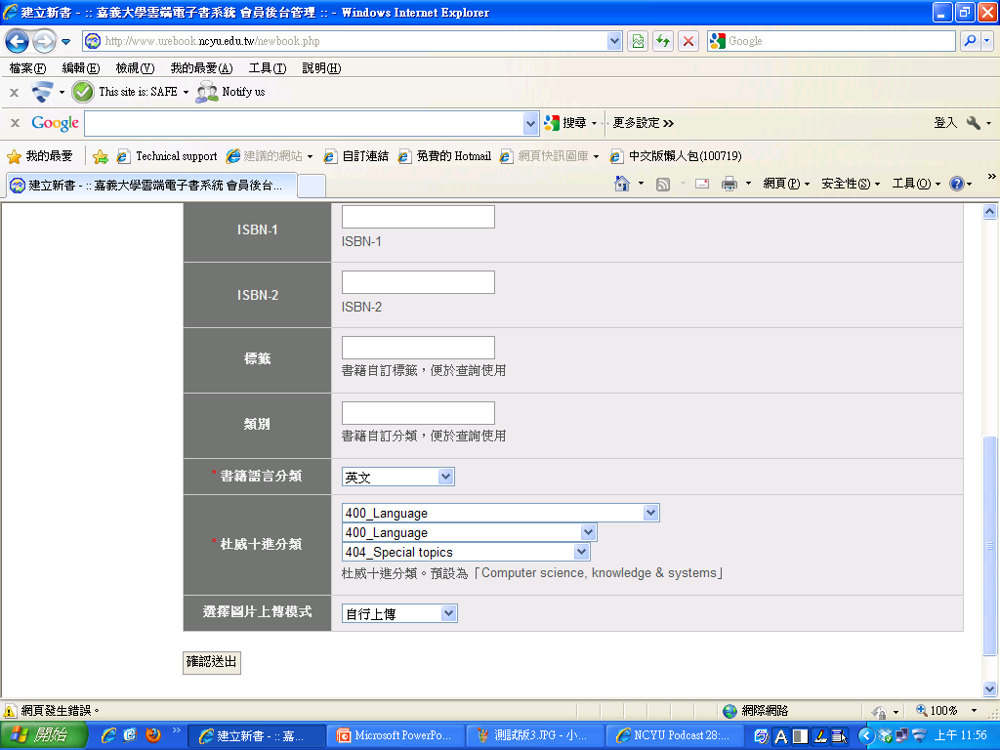 建立新書 - :: 嘉義大學雲端電子書系統 會員後台管理 :: - Windows Internet Explorer
http://www.urebook.ncyu.edu.tw/newbook.php
Google
檔案(F) 編輯(E) 檢視(V) 我的最愛(A) 工具(T) 說明(H)
x This site is: SAFE Notify us
x Google 搜尋 更多設定 >> 登入
我的最愛 Technical support 建議的網站 自訂連結 免費的 Hotmail 網頁快訊圖庫 中文版懶人包(100719)
建立新書 - :: 嘉義大學雲端電子書系統 會員後台... 網頁(P) 安全性(S) 工具(O) >>
ISBN-1
ISBN-1
ISBN-2
ISBN-2
標籤
書籍自訂標籤，便於查詢使用
類別
書籍自訂分類，便於查詢使用
* 書籍語言分類 英文
* 杜威十進分類
400_Language
400_Language
404_Special topics
杜威十進分類。預設為「Computer science, knowledge & systems」
選擇圖片上傳模式 自行上傳
確認送出
網頁發生錯誤。 網際網路 100%
開始 >> 建立新書 - :: 嘉... Microsoft PowerPo... 測試版3.JPG - 小... NCYU Podcast 28:... A 上午 11:56